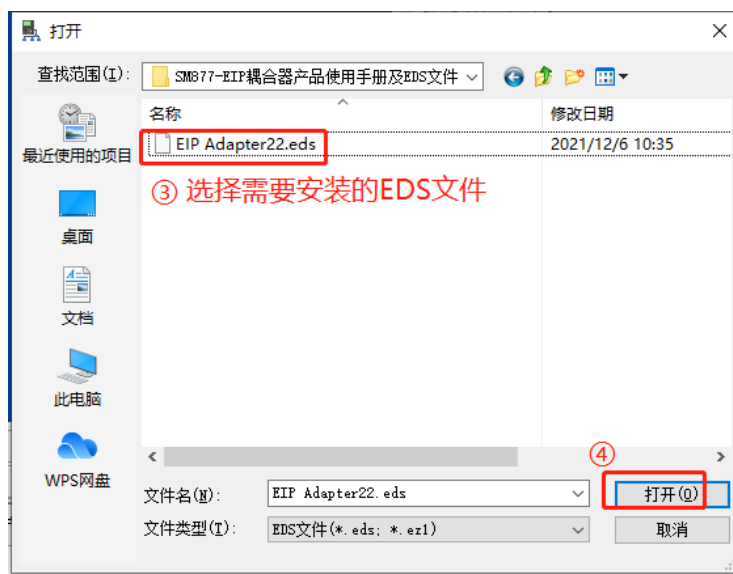 打开
查找范围(I):
SM877-EIP耦合器产品使用手册及EDS文件
名称
修改日期
EIP Adapter22.eds
2021/12/6 10:35
③ 选择需要安装的EDS文件
最近使用的项目
桌面
文档
此电脑
WPS网盘
④
文件名(N):
EIP Adapter22.eds
打开(O)
文件类型(T):
EDS文件(*.eds; *.ez1)
取消